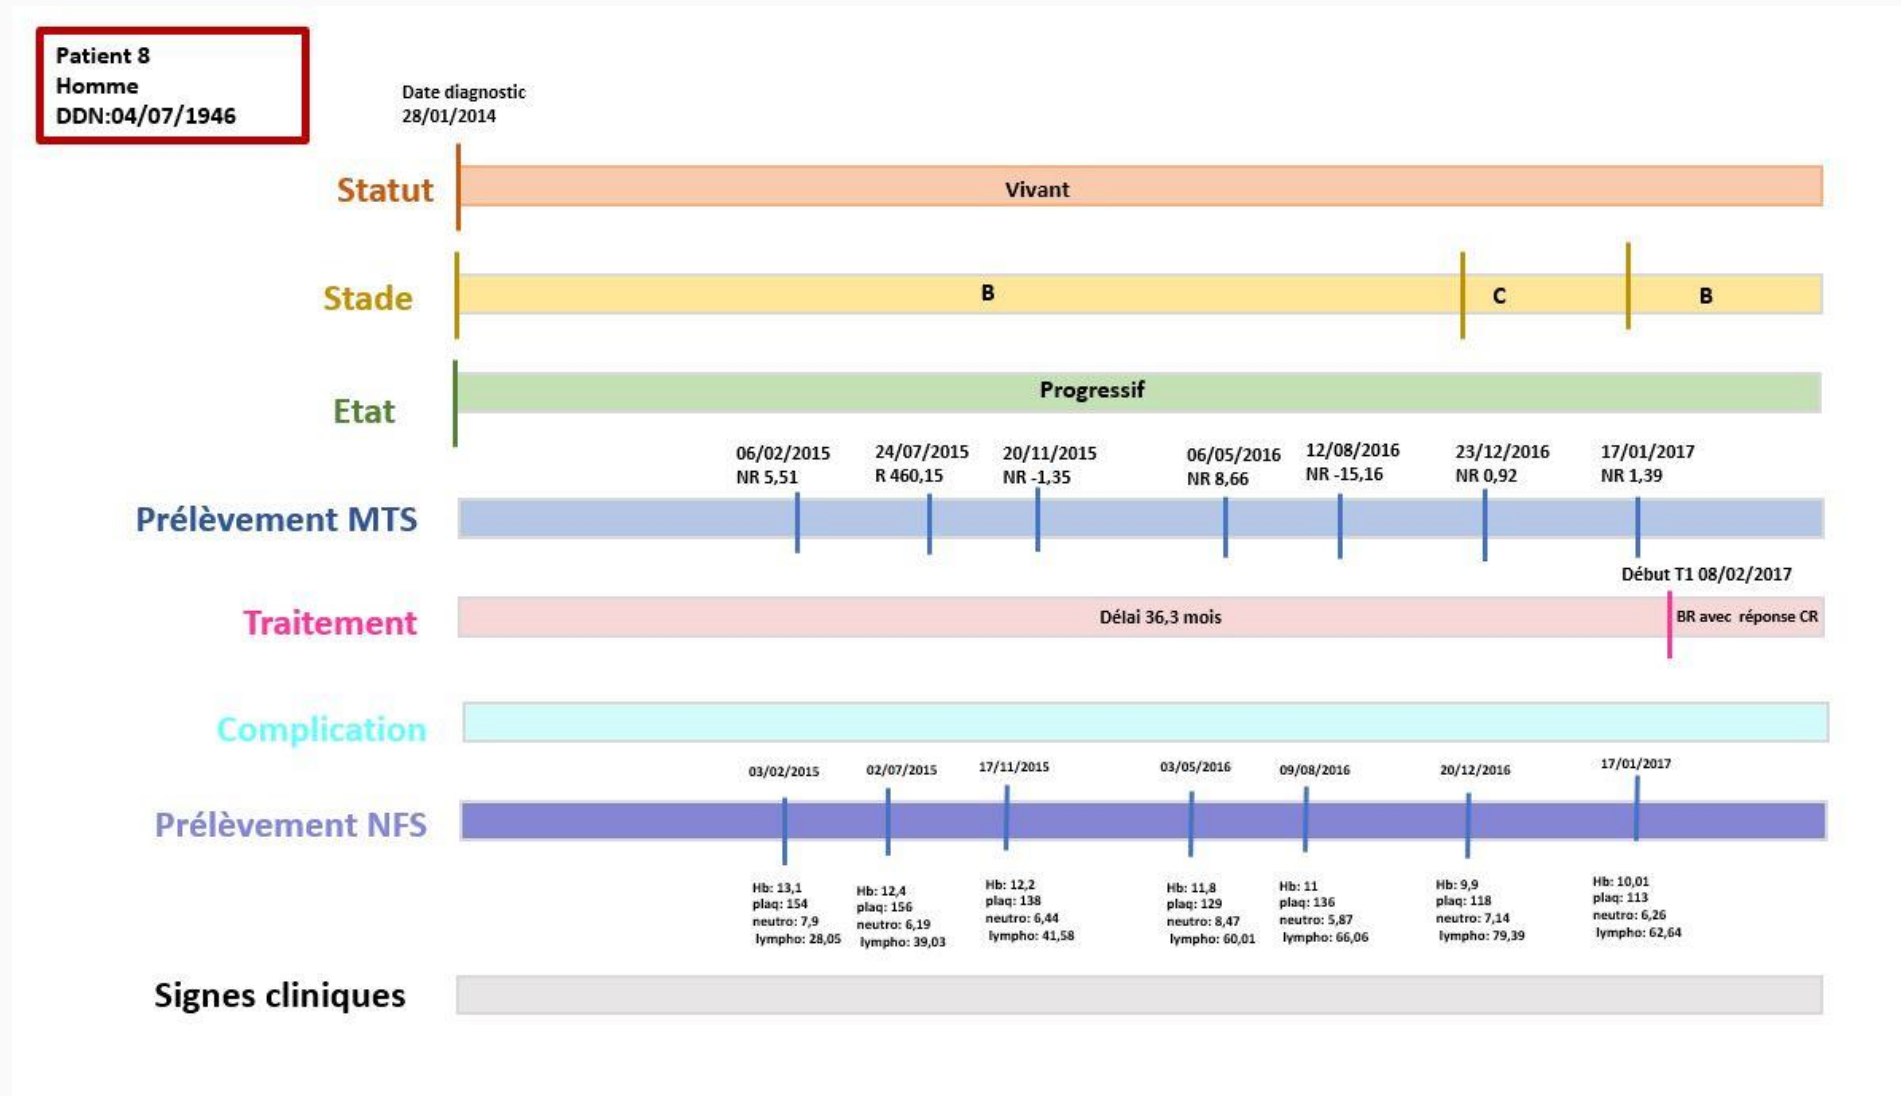 Patient 8
Homme
DDN:04/07/1946
Date diagnostic
28/01/2014
Statut
Vivant
Stade
B
C
B
Etat
Progressif
06/02/2015
NR 5,51
24/07/2015
R 460,15
20/11/2015
NR -1,35
06/05/2016
NR 8,66
12/08/2016
NR -15,16
23/12/2016
NR 0,92
17/01/2017
NR 1,39
Prélèvement MTS
Début T1 08/02/2017
Traitement
Délai 36,3 mois
BR avec réponse CR
Complication
03/02/2015
02/07/2015
17/11/2015
03/05/2016
09/08/2016
20/12/2016
17/01/2017
Prélèvement NFS
Hb: 13,1
plaq: 154
neutro: 7,9
lympho: 28,05
Hb: 12,4
plaq: 156
neutro: 6,19
lympho: 39,03
Hb: 12,2
plaq: 138
neutro: 6,44
lympho: 41,58
Hb: 11,8
plaq: 129
neutro: 8,47
lympho: 60,01
Hb: 11
plaq: 136
neutro: 5,87
lympho: 66,06
Hb: 9,9
plaq: 118
neutro: 7,14
lympho: 79,39
Hb: 10,01
plaq: 113
neutro: 6,26
lympho: 62,64
Signes cliniques